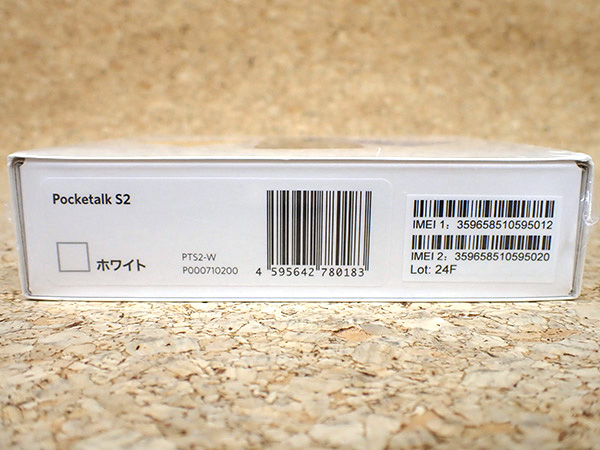 Pocketalk S2
ホワイト
PTS2-W
P000710200
4 595642 780183
IMEI 1: 359658510595012
IMEI 2: 359658510595020
Lot: 24F